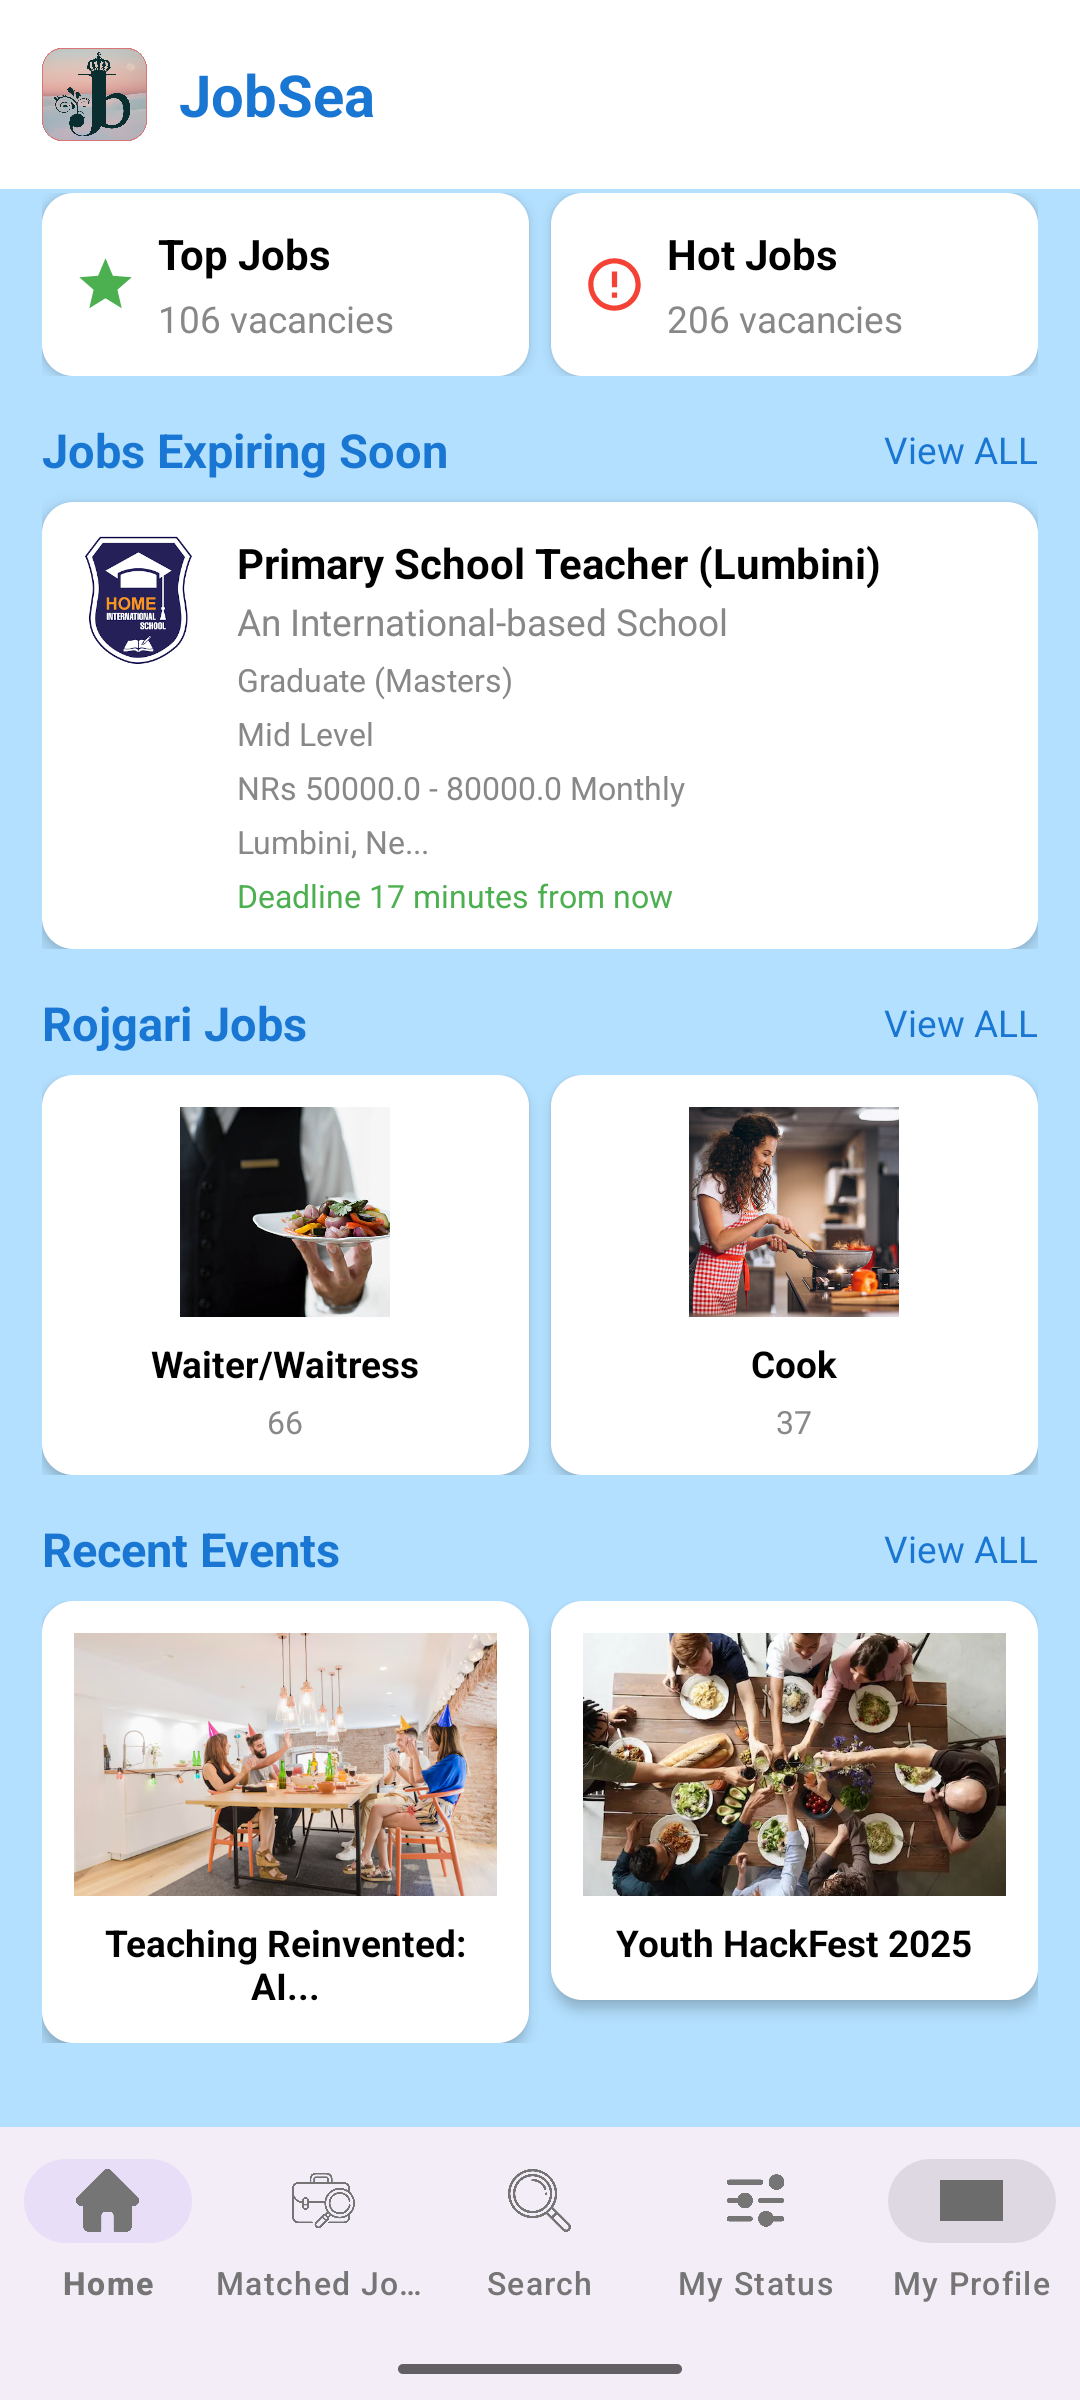 JobSea
Top Jobs
106 vacancies
Hot Jobs
206 vacancies
Jobs Expiring Soon
View ALL
HOME
INTERNATIONAL
SCHOOL
Primary School Teacher (Lumbini)
An International-based School
Graduate (Masters)
Mid Level
NRs 50000.0 - 80000.0 Monthly
Lumbini, Ne...
Deadline 17 minutes from now
Rojgari Jobs
View ALL
Waiter/Waitress
66
Cook
37
Recent Events
View ALL
Teaching Reinvented:
AI...
Youth HackFest 2025
Home
Matched Jo...
Search
My Status
My Profile